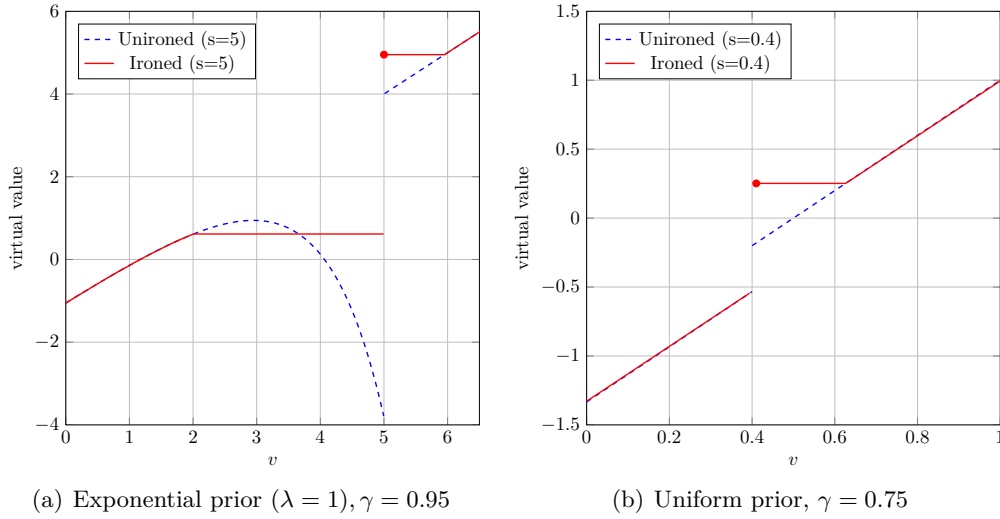 Unironed (s=5)
Ironed (s=5)
6
4
2
0
−2
−4
0 1 2 3 4 5 6
virtual value
v
(a) Exponential prior (λ = 1), γ = 0.95
Unironed (s=0.4)
Ironed (s=0.4)
1.5
1
0.5
0
−0.5
−1
−1.5
0 0.2 0.4 0.6 0.8 1
virtual value
v
(b) Uniform prior, γ = 0.75